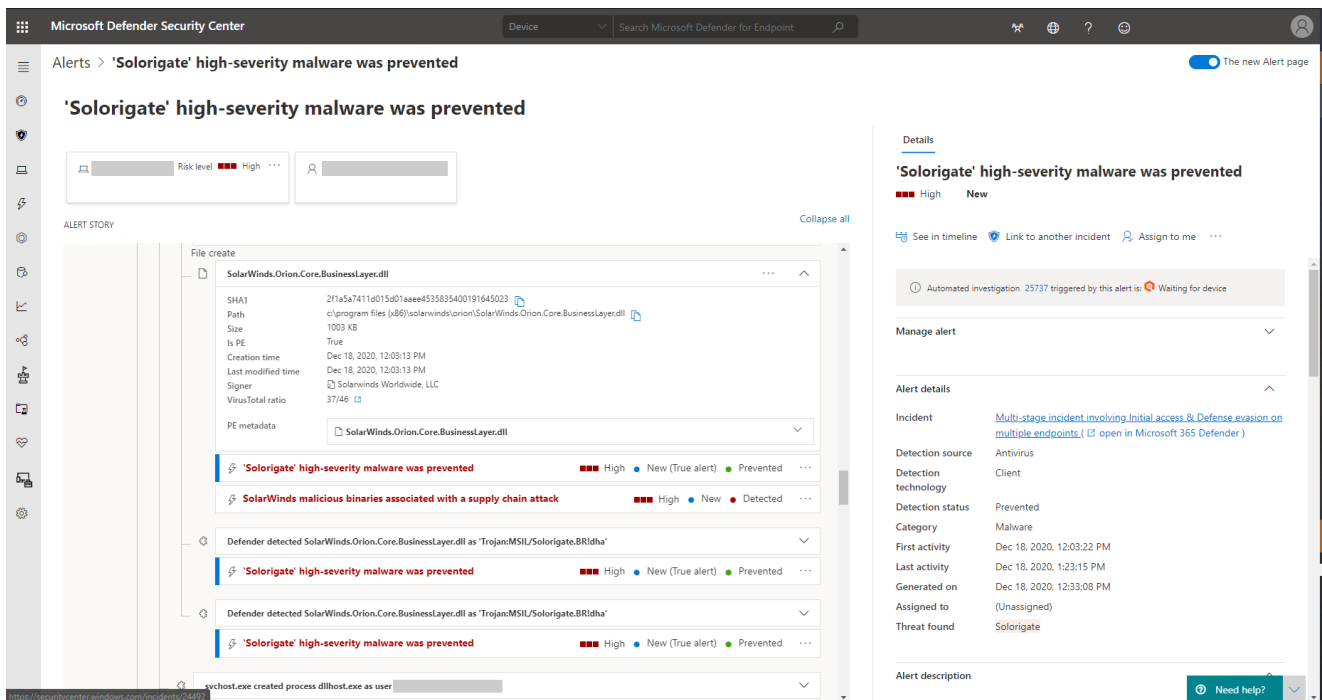 Microsoft Defender Security Center
Device
Search Microsoft Defender for Endpoint
Alerts > 'Solorigate' high-severity malware was prevented
The new Alert page
'Solorigate' high-severity malware was prevented
Risk level High ···
ALERT STORY
Collapse all
File create
SolarWinds.Orion.Core.BusinessLayer.dll
SHA1 2f1a5a7411d015d01aaee4535835400191645023
Path c:\program files (x86)\solarwinds\orion\SolarWinds.Orion.Core.BusinessLayer.dll
Size 1003 KB
Is PE True
Creation time Dec 18, 2020, 12:03:13 PM
Last modified time Dec 18, 2020, 12:03:13 PM
Signer Solarwinds Worldwide, LLC
VirusTotal ratio 37/46
PE metadata SolarWinds.Orion.Core.BusinessLayer.dll
'Solorigate' high-severity malware was prevented High New (True alert) Prevented ···
SolarWinds malicious binaries associated with a supply chain attack High New Detected ···
Defender detected SolarWinds.Orion.Core.BusinessLayer.dll as 'Trojan:MSIL/Solorigate.BR!dha'
'Solorigate' high-severity malware was prevented High New (True alert) Prevented ···
Defender detected SolarWinds.Orion.Core.BusinessLayer.dll as 'Trojan:MSIL/Solorigate.BR!dha'
'Solorigate' high-severity malware was prevented High New (True alert) Prevented ···
svchost.exe created process dllhost.exe as user
https://securitycenter.windows.com/incidents/24492
Details
'Solorigate' high-severity malware was prevented
High New
See in timeline Link to another incident Assign to me ···
Automated investigation 25737 triggered by this alert is: Waiting for device
Manage alert
Alert details
Incident Multi-stage incident involving Initial access & Defense evasion on
multiple endpoints ( open in Microsoft 365 Defender )
Detection source Antivirus
Detection Client
technology
Detection status Prevented
Category Malware
First activity Dec 18, 2020, 12:03:22 PM
Last activity Dec 18, 2020, 1:23:15 PM
Generated on Dec 18, 2020, 12:33:08 PM
Assigned to (Unassigned)
Threat found Solorigate
Alert description
Need help?